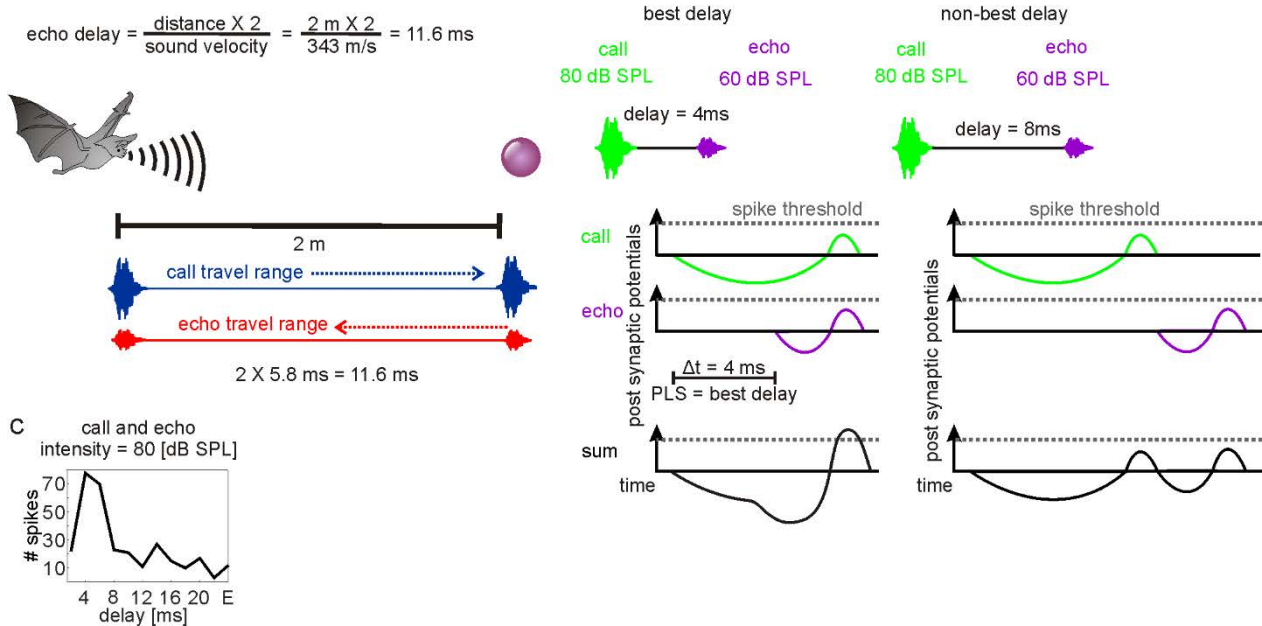 echo delay = distance X 2 / sound velocity = 2 m X 2 / 343 m/s = 11.6 ms
2 m
call travel range
echo travel range
2 X 5.8 ms = 11.6 ms
C
call and echo
intensity = 80 [dB SPL]
# spikes
70
50
30
10
4 8 12 16 20 E
delay [ms]
best delay
call echo
80 dB SPL 60 dB SPL
delay = 4ms
spike threshold
call
echo
post synaptic potentials
Δt = 4 ms
PLS = best delay
sum
time
non-best delay
call echo
80 dB SPL 60 dB SPL
delay = 8ms
spike threshold
post synaptic potentials